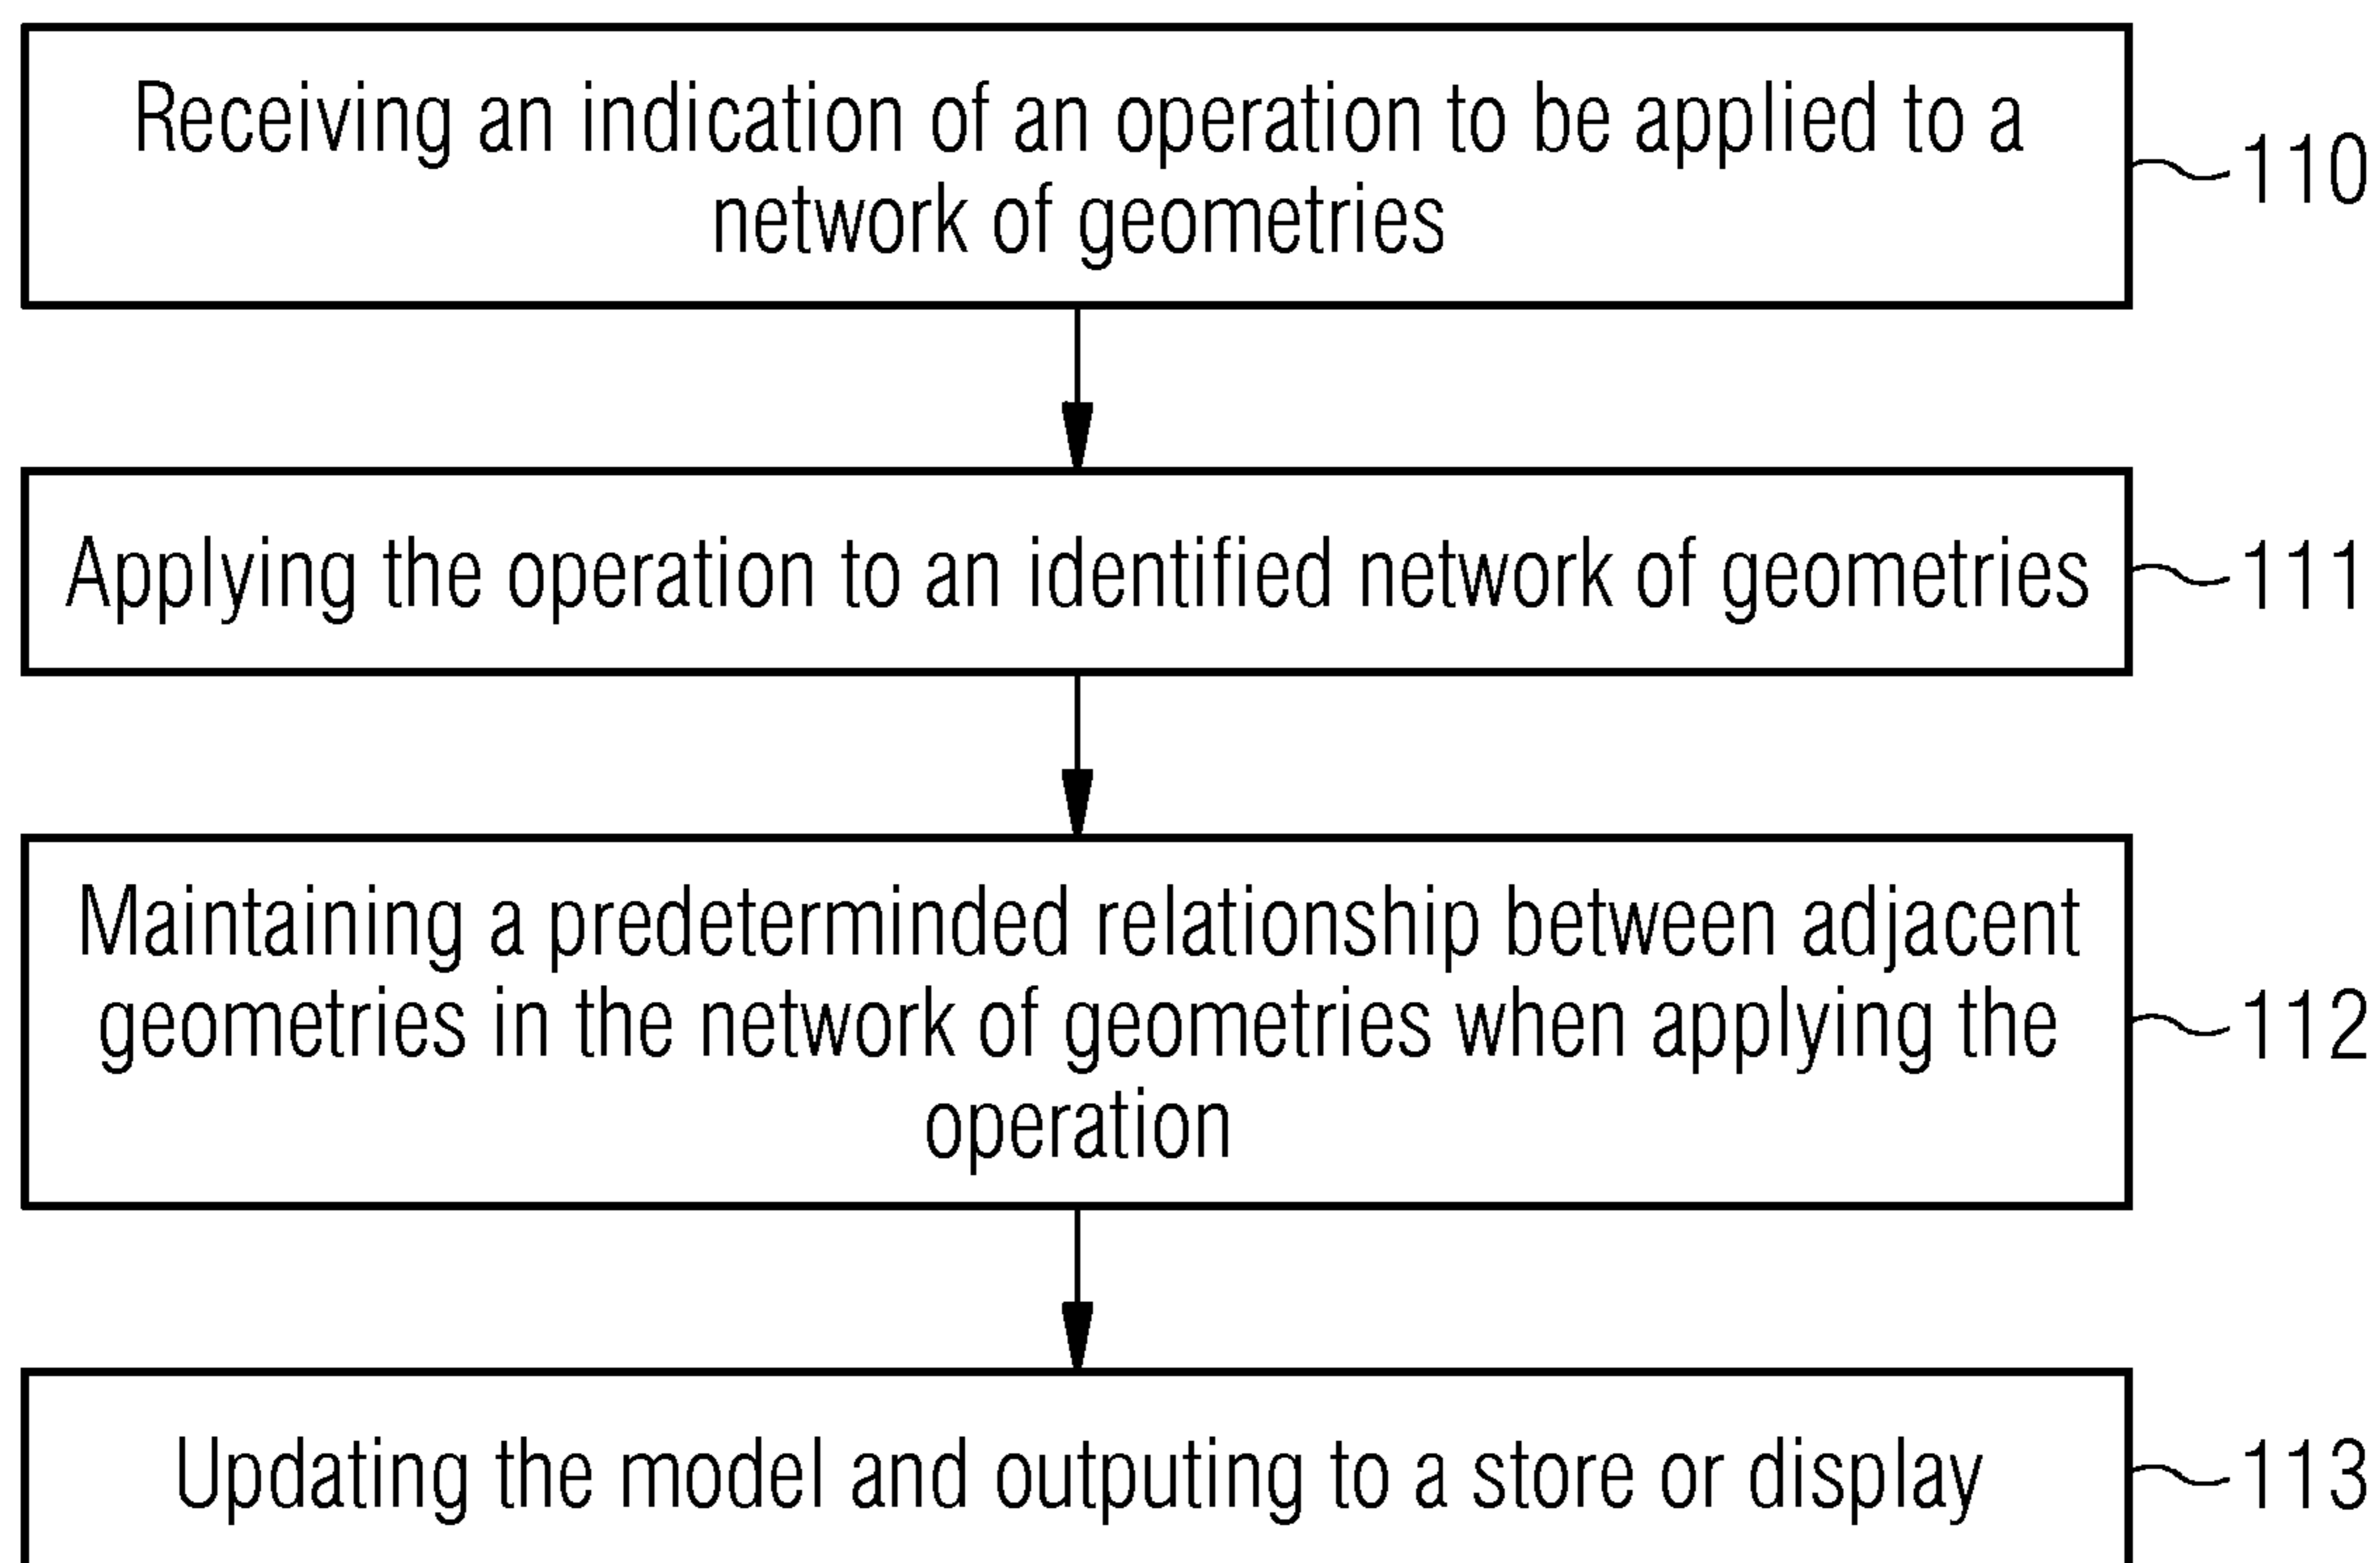 Receiving an indication of an operation to be applied to a
network of geometries
110
Applying the operation to an identified network of geometries
111
Maintaining a predeterminded relationship between adjacent
geometries in the network of geometries when applying the
operation
112
Updating the model and outputing to a store or display
113